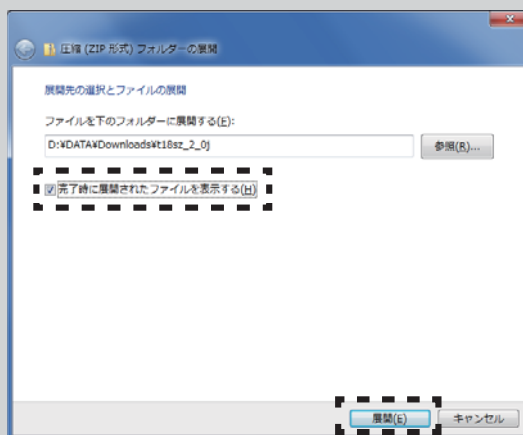 圧縮 (ZIP 形式) フォルダーの展開
展開先の選択とファイルの展開
ファイルを下のフォルダーに展開する(F):
D:¥DATA¥Downloads¥t18sz_2_0j
参照(R)...
完了時に展開されたファイルを表示する(H)
展開(E)
キャンセル